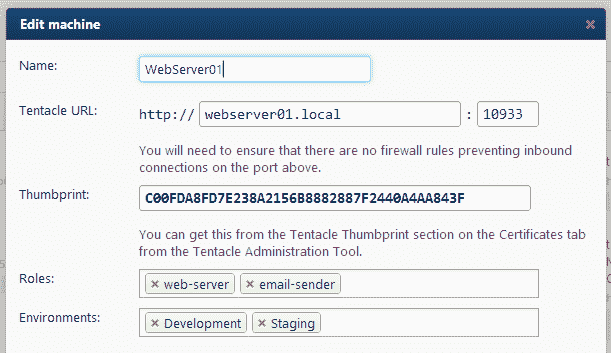 Edit machine
Name: WebServer01
Tentacle URL: http:// webserver01.local : 10933
You will need to ensure that there are no firewall rules preventing inbound
connections on the port above.
Thumbprint: C00FDA8FD7E238A2156B8882887F2440A4AA843F
You can get this from the Tentacle Thumbprint section on the Certificates tab
from the Tentacle Administration Tool.
Roles: × web-server × email-sender
Environments: × Development × Staging